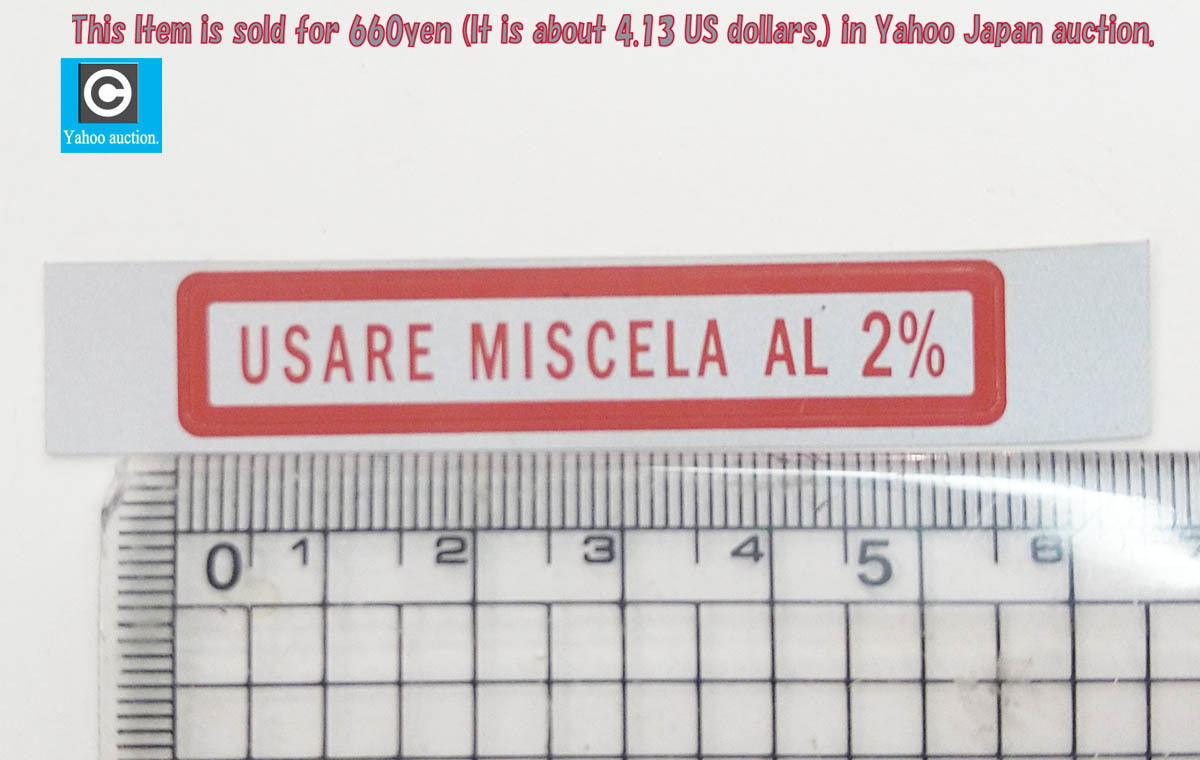 This Item is sold for 660yen (It is about 4.13 US dollars.) in Yahoo Japan auction.
C
Yahoo auction.
USARE MISCELA AL 2%
0 1 2 3 4 5 6